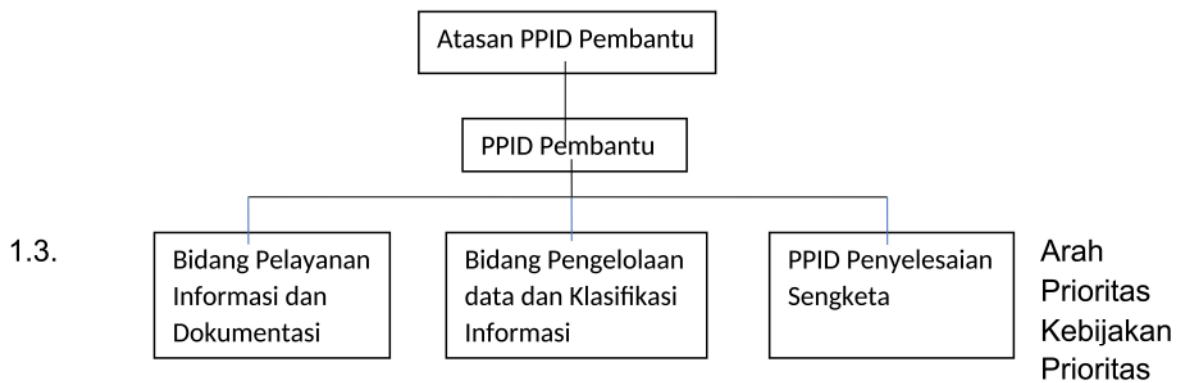 Atasan PPID Pembantu
PPID Pembantu
1.3.
Bidang Pelayanan
Informasi dan
Dokumentasi
Bidang Pengelolaan
data dan Klasifikasi
Informasi
PPID Penyelesaian
Sengketa
Arah
Prioritas
Kebijakan
Prioritas